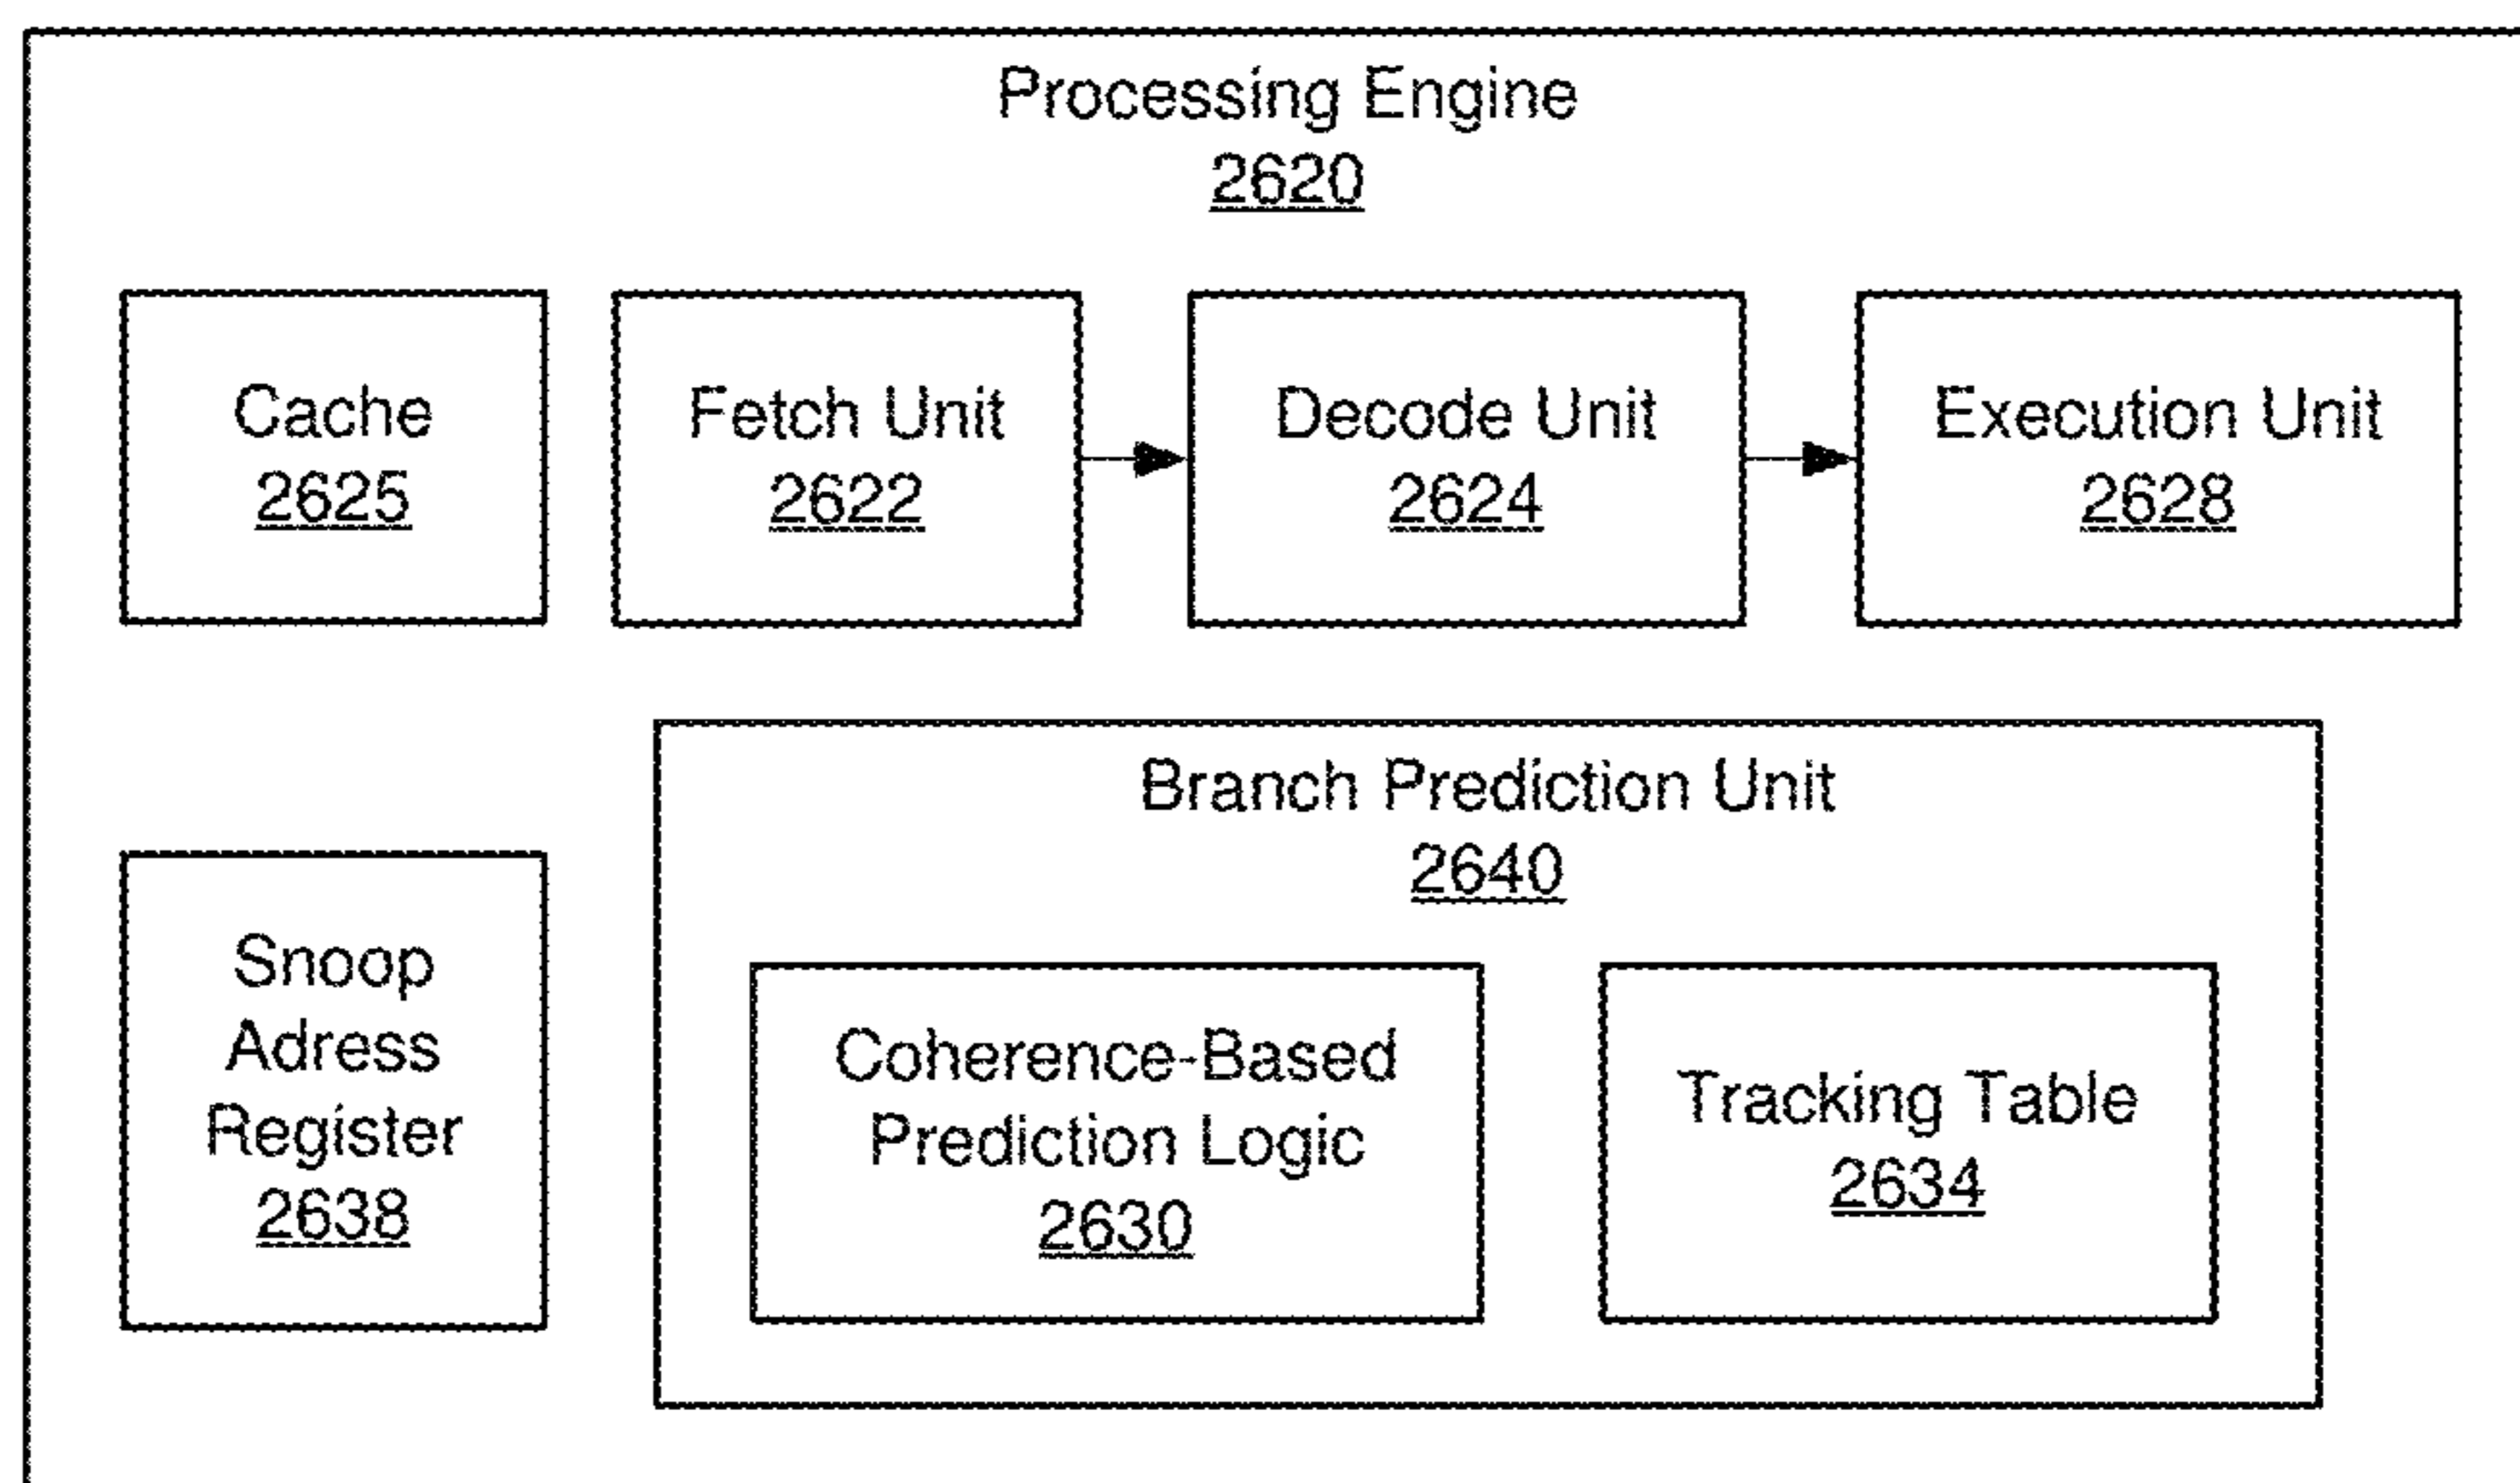 Processing Engine
2620
Cache
2625
Fetch Unit
2622
Decode Unit
2624
Execution Unit
2628
Snoop
Adress
Register
2638
Branch Prediction Unit
2640
Coherence-Based
Prediction Logic
2630
Tracking Table
2634